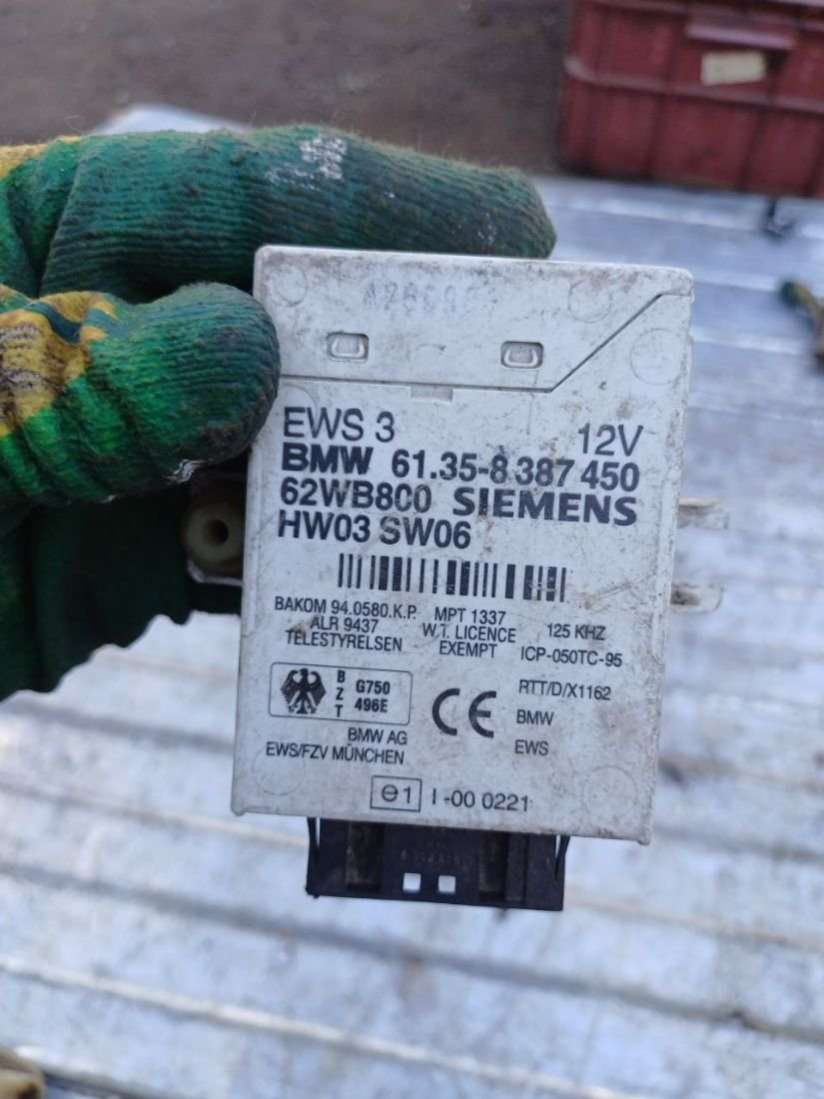 EWS 3 12V
BMW 61.35-8 387 450
62WB800 SIEMENS
HW03 SW06
BAKOM 94.0580.K.P. MPT 1337
ALR 9437 W.T. LICENCE 125 KHZ
TELESTYRELSEN EXEMPT ICP-050TC-95
BZT G750 496E
RTT/D/X1162
CE BMW
BMW AG EWS
EWS/FZV MÜNCHEN
e1 I -00 0221